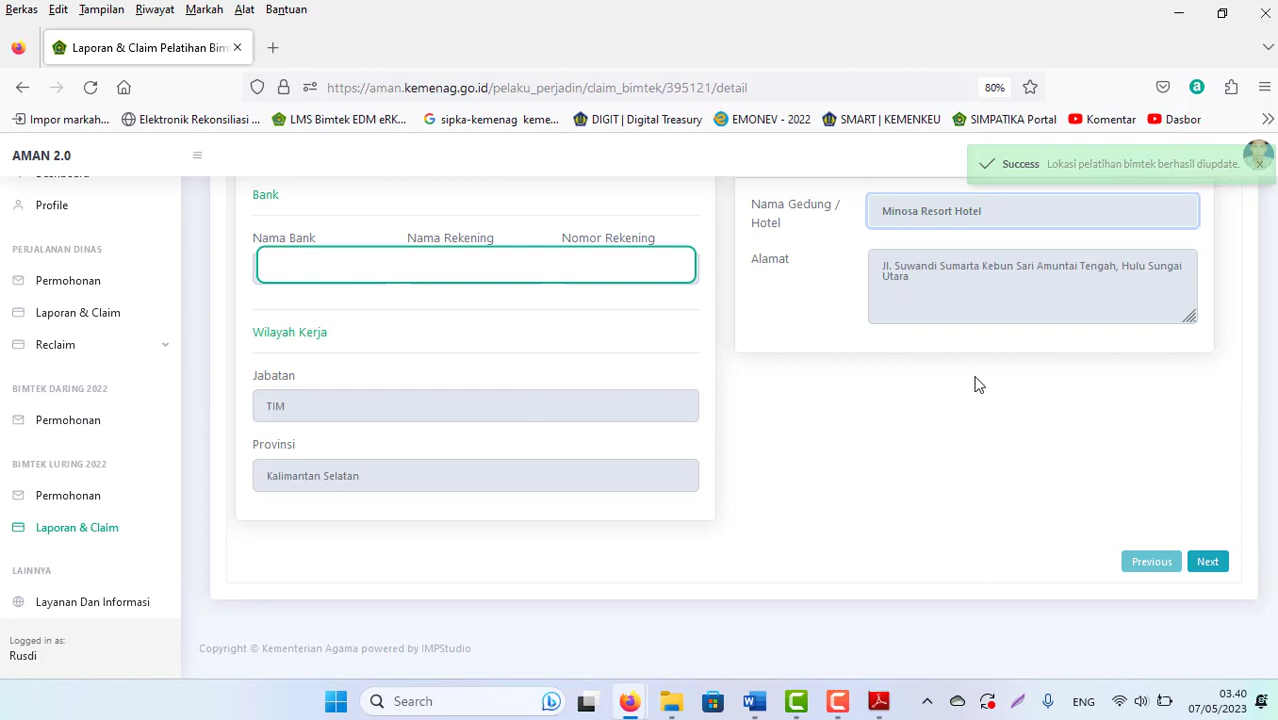 Berkas Edit Tampilan Riwayat Markah Alat Bantuan
Laporan & Claim Pelatihan Bim
https://aman.kemenag.go.id/pelaku_perjadin/claim_bimtek/395121/detail
80%
Impor markah...
Elektronik Rekonsiliasi ...
LMS Bimtek EDM eRK...
sipka-kemenag keme...
DIGIT | Digital Treasury
EMONEV - 2022
SMART | KEMENKEU
SIMPATIKA Portal
Komentar
Dasbor
AMAN 2.0
Success Lokasi pelatihan bimtek berhasil diupdate.
Profile
PERJALANAN DINAS
Permohonan
Laporan & Claim
Reclaim
BIMTEK DARING 2022
Permohonan
BIMTEK LURING 2022
Permohonan
Laporan & Claim
LAINNYA
Layanan Dan Informasi
Logged in as:
Rusdi
Bank
Nama Bank Nama Rekening Nomor Rekening
Wilayah Kerja
Jabatan
TIM
Provinsi
Kalimantan Selatan
Nama Gedung /
Hotel
Minosa Resort Hotel
Alamat
Jl. Suwandi Sumarta Kebun Sari Amuntai Tengah, Hulu Sungai
Utara
Previous Next
Copyright © Kementerian Agama powered by IMPStudio
Search
ENG
03.40
07/05/2023